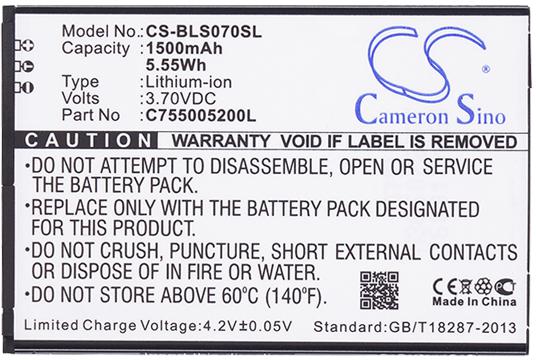 Model No.: CS-BLS070SL
Capacity: 1500mAh
5.55Wh
Type: Lithium-ion
Volts: 3.70VDC
Part No C755005200L
CS
Cameron Sino
CAUTION WARRANTY VOID IF LABEL IS REMOVED
•DO NOT ATTEMPT TO DISASSEMBLE, OPEN OR SERVICE
THE BATTERY PACK.
•REPLACE ONLY WITH THE BATTERY PACK DESIGNATED
FOR THIS PRODUCT.
•DO NOT CRUSH, PUNCTURE, SHORT EXTERNAL CONTACTS
OR DISPOSE OF IN FIRE OR WATER.
•DO NOT EXPOSE TO TEMPERATURES
ABOVE 60°C (140°F).
Made In China
Limited Charge Voltage:4.2V±0.05V
Standard:GB/T18287-2013